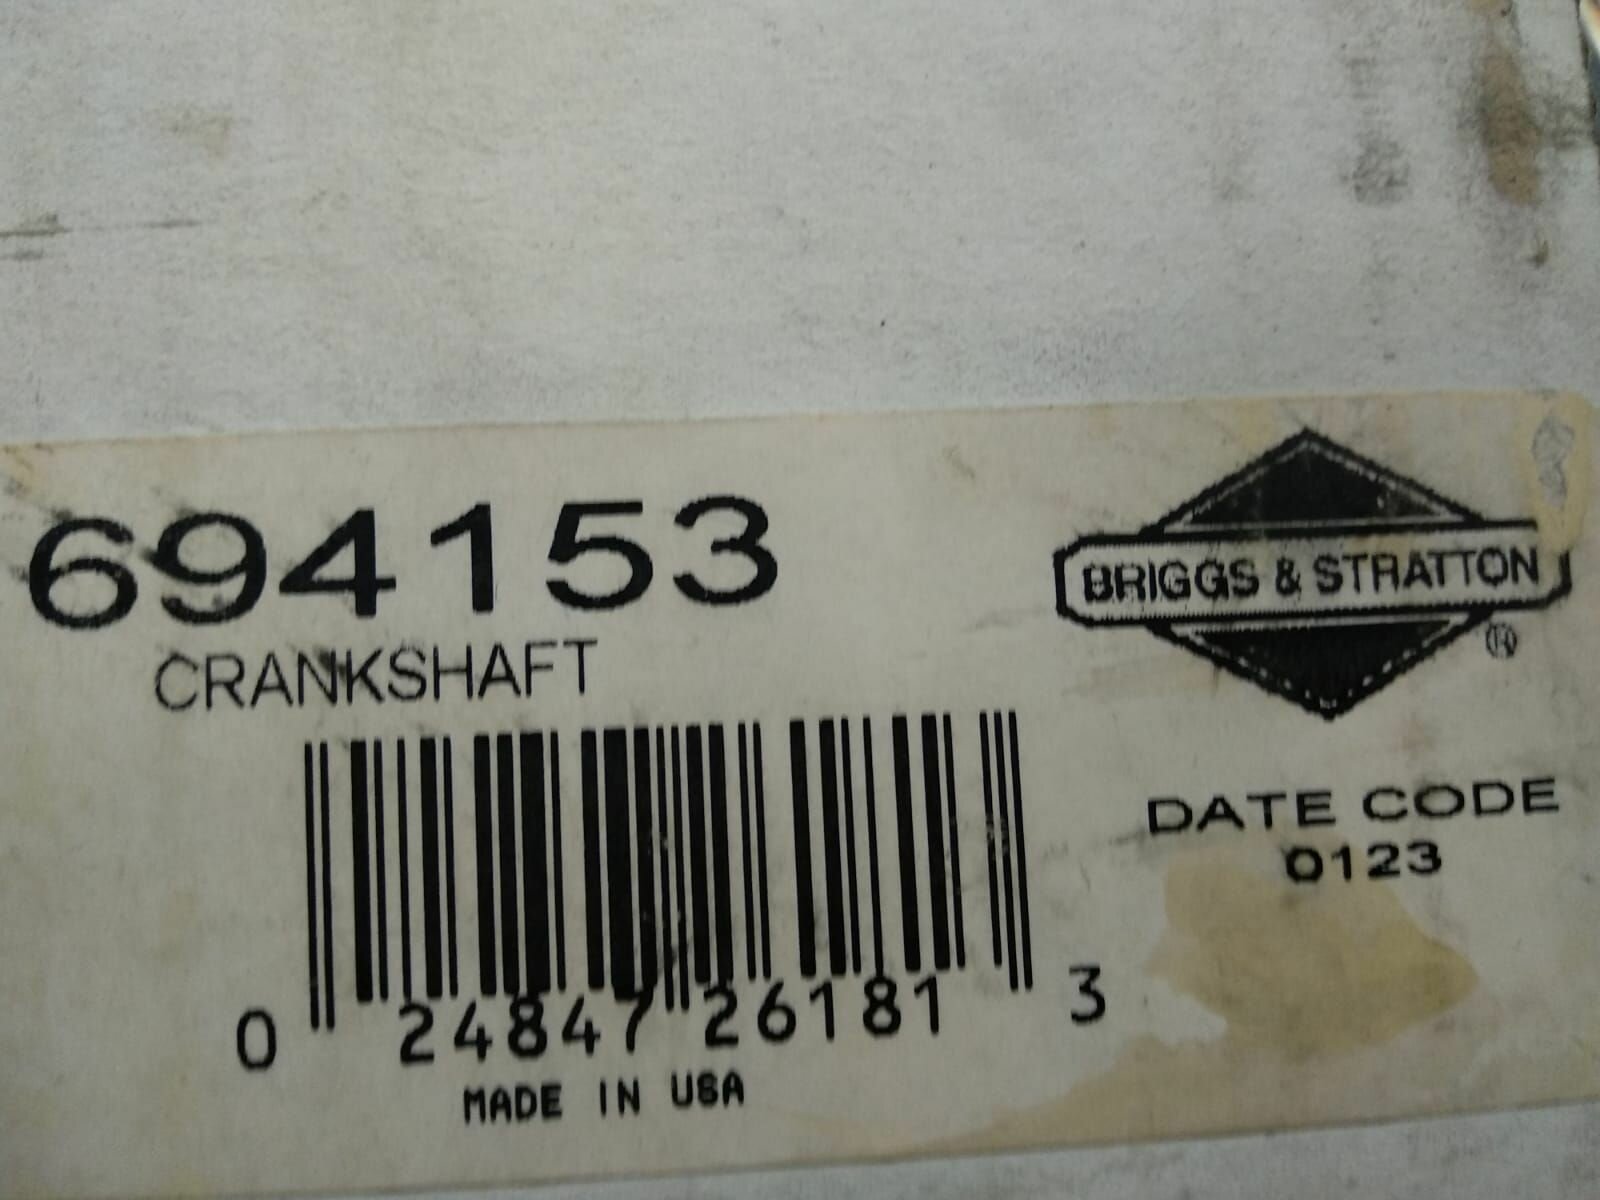 694153
CRANKSHAFT
BRIGGS & STRATTON
®
DATE CODE
0123
0 24847 26181 3
MADE IN USA